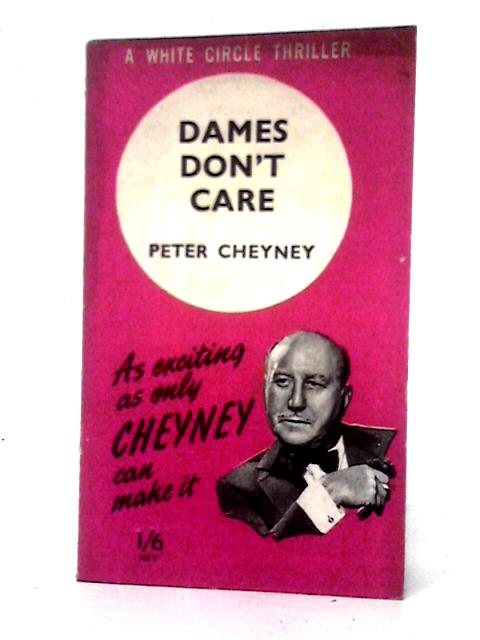 A WHITE CIRCLE THRILLER
DAMES
DON'T
CARE
PETER CHEYNEY
As exciting
as only
CHEYNEY
can
make it
1/6